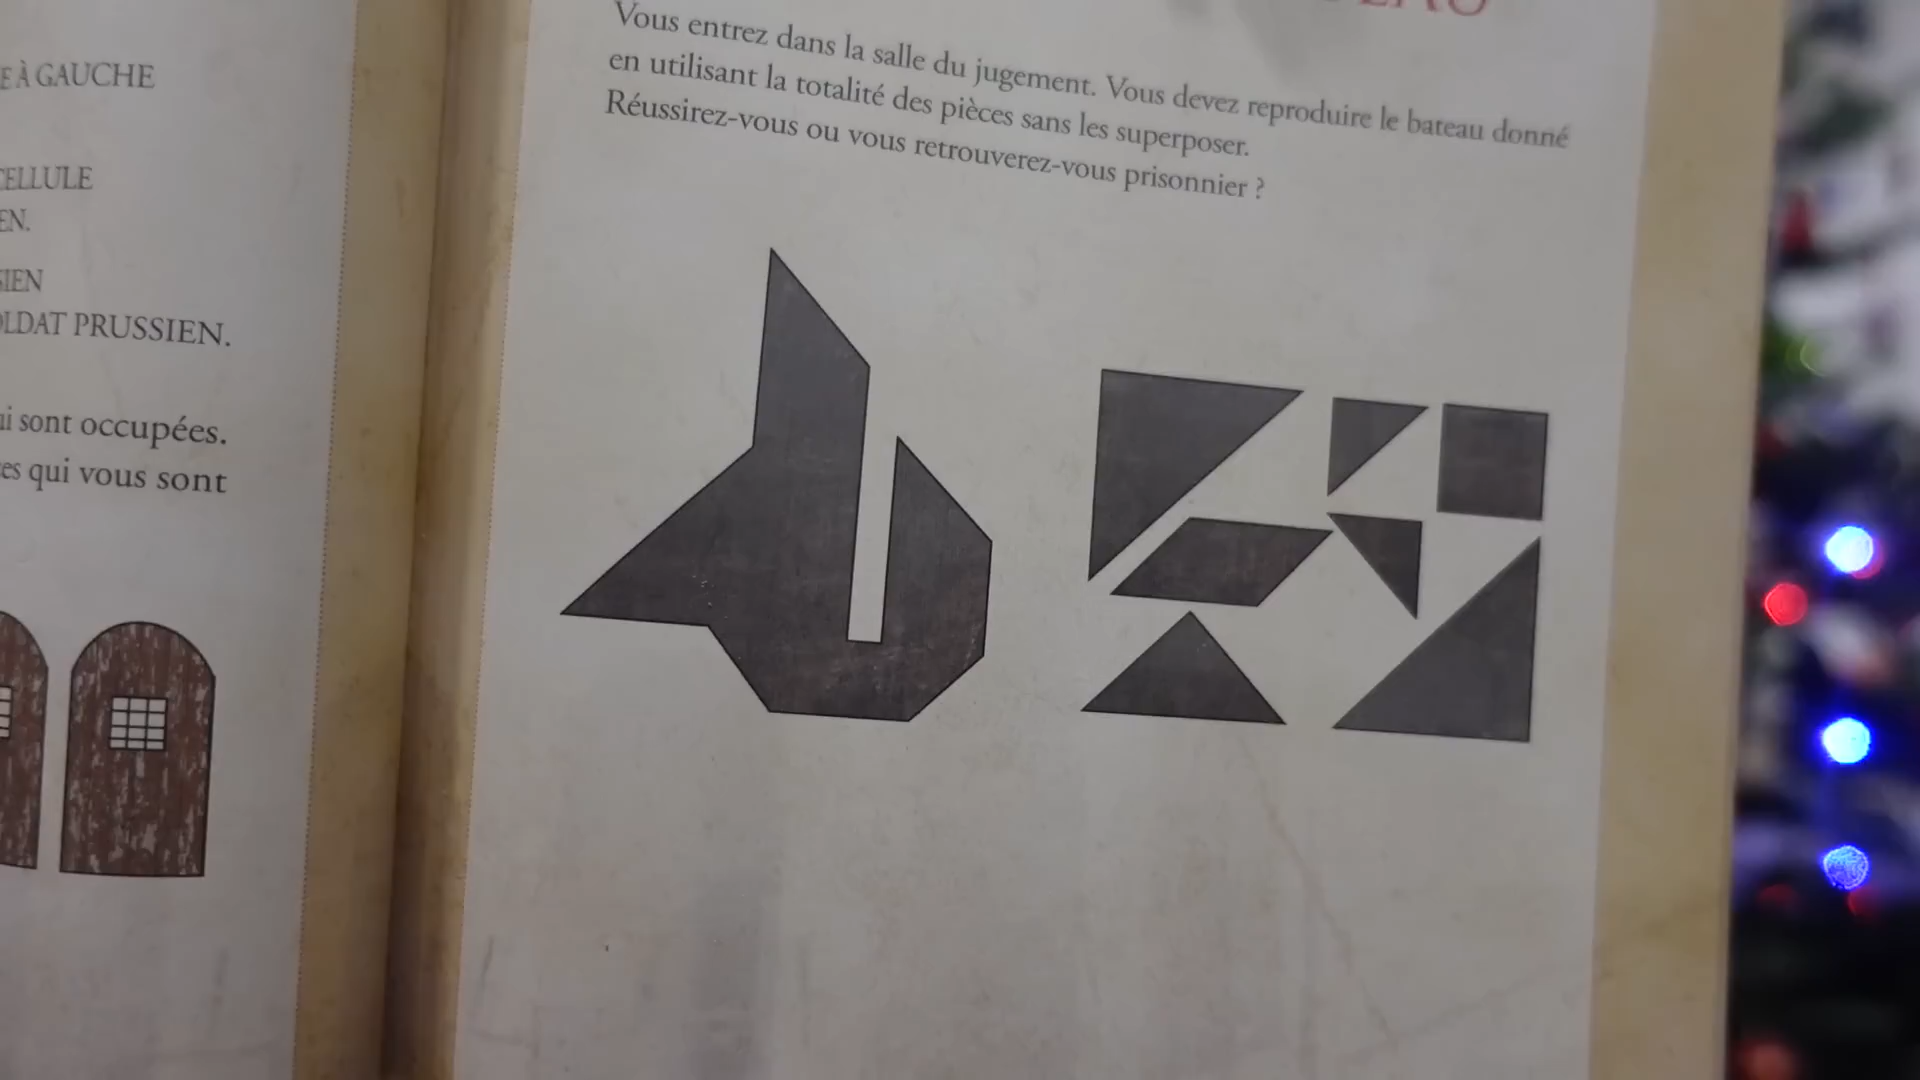 E À GAUCHE
CELLULE
EN.
SIEN
OLDAT PRUSSIEN.
ui sont occupées.
es qui vous sont
EAU
Vous entrez dans la salle du jugement. Vous devez reproduire le bateau donné
en utilisant la totalité des pièces sans les superposer.
Réussirez-vous ou vous retrouverez-vous prisonnier ?